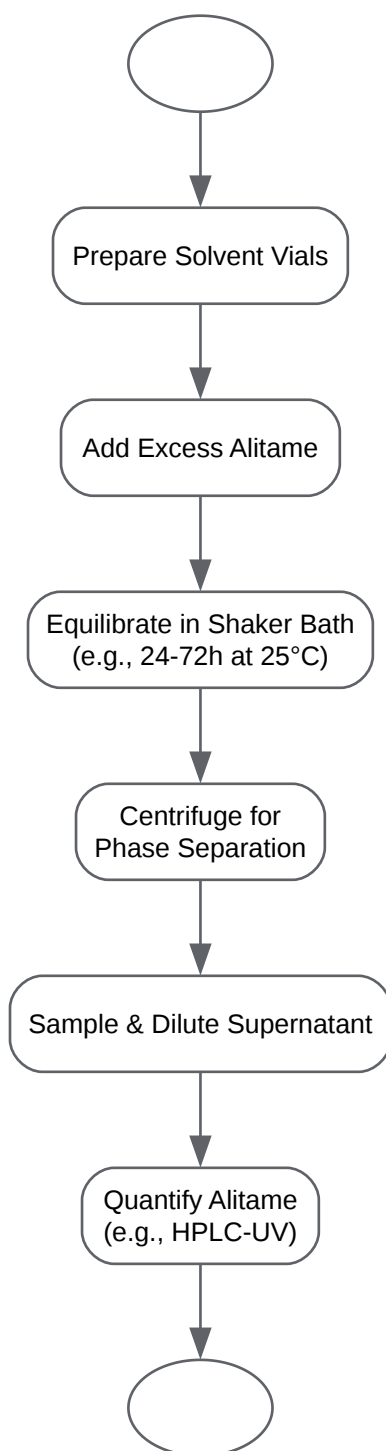 Prepare Solvent Vials
Add Excess Alitame
Equilibrate in Shaker Bath
(e.g., 24-72h at 25°C)
Centrifuge for
Phase Separation
Sample & Dilute Supernatant
Quantify Alitame
(e.g., HPLC-UV)